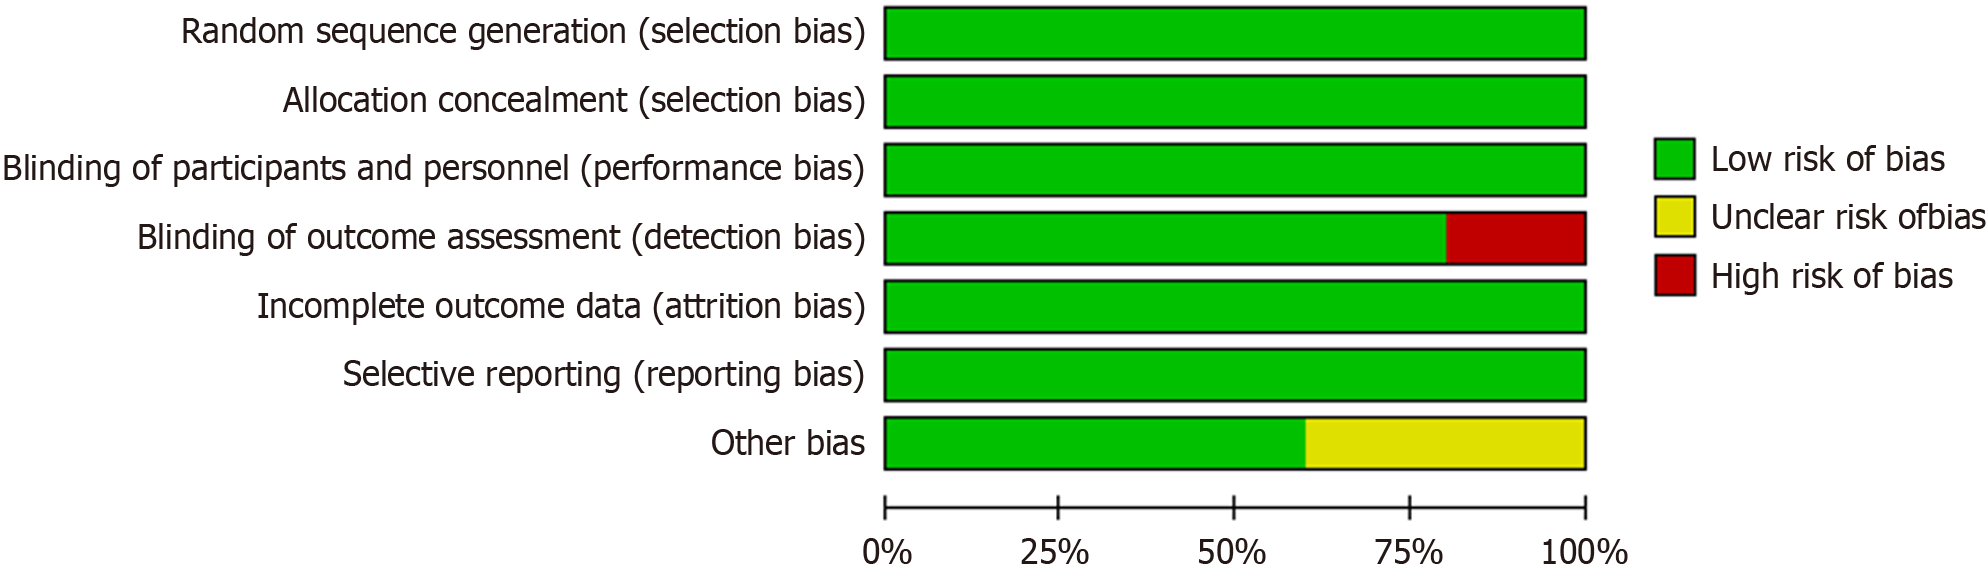 Random sequence generation (selection bias)
Allocation concealment (selection bias)
Blinding of participants and personnel (performance bias)
Blinding of outcome assessment (detection bias)
Incomplete outcome data (attrition bias)
Selective reporting (reporting bias)
Other bias
0% 25% 50% 75% 100%
Low risk of bias
Unclear risk ofbias
High risk of bias